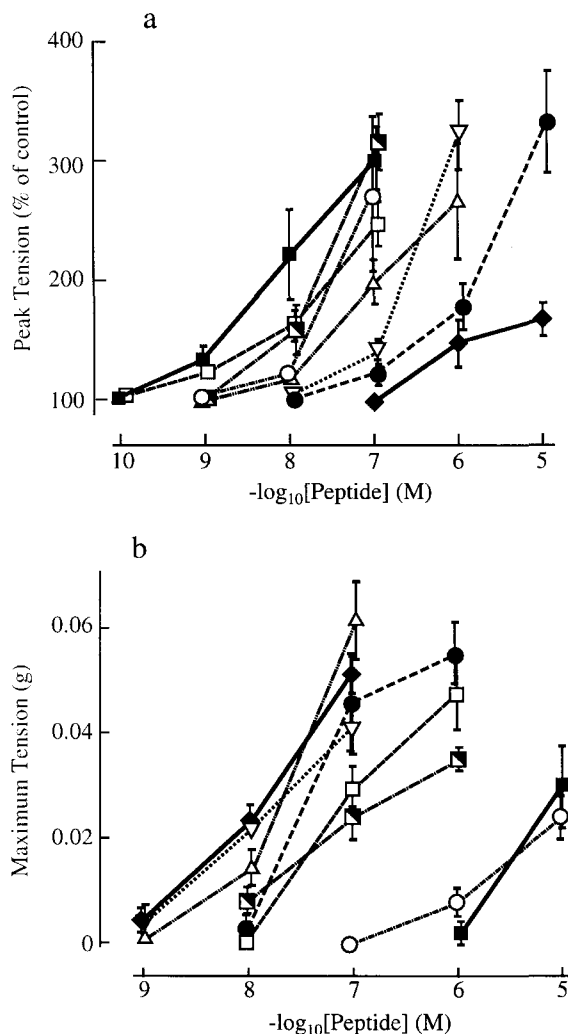 a
400
300
200
100
Peak Tension (% of control)
10 9 8 7 6 5
-log₁₀[Peptide] (M)
b
0.06
0.04
0.02
0
Maximum Tension (g)
9 8 7 6 5
-log₁₀[Peptide] (M)